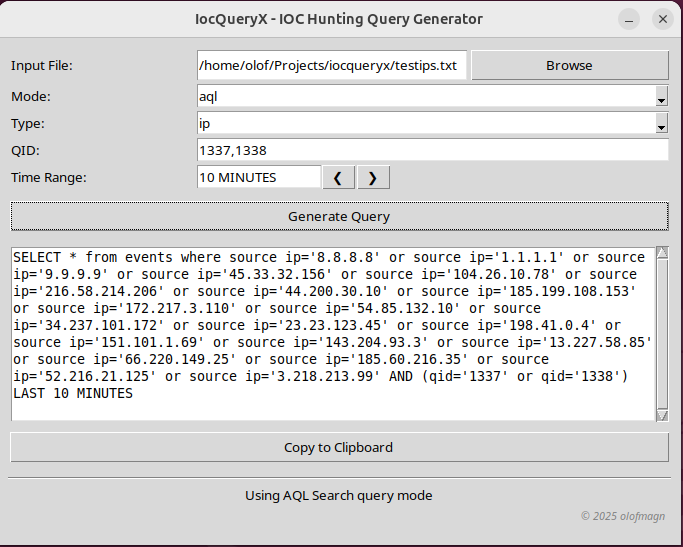 IocQueryX - IOC Hunting Query Generator
Input File: /home/olof/Projects/iocqueryx/testips.txt Browse
Mode: aql
Type: ip
QID: 1337,1338
Time Range: 10 MINUTES ❮ ❯
Generate Query
SELECT * from events where source ip='8.8.8.8' or source ip='1.1.1.1' or source
ip='9.9.9.9' or source ip='45.33.32.156' or source ip='104.26.10.78' or source
ip='216.58.214.206' or source ip='44.200.30.10' or source ip='185.199.108.153'
or source ip='172.217.3.110' or source ip='54.85.132.10' or source
ip='34.237.101.172' or source ip='23.23.123.45' or source ip='198.41.0.4' or
source ip='151.101.1.69' or source ip='143.204.93.3' or source ip='13.227.58.85'
or source ip='66.220.149.25' or source ip='185.60.216.35' or source
ip='52.216.21.125' or source ip='3.218.213.99' AND (qid='1337' or qid='1338')
LAST 10 MINUTES
Copy to Clipboard
Using AQL Search query mode
© 2025 olofmagn